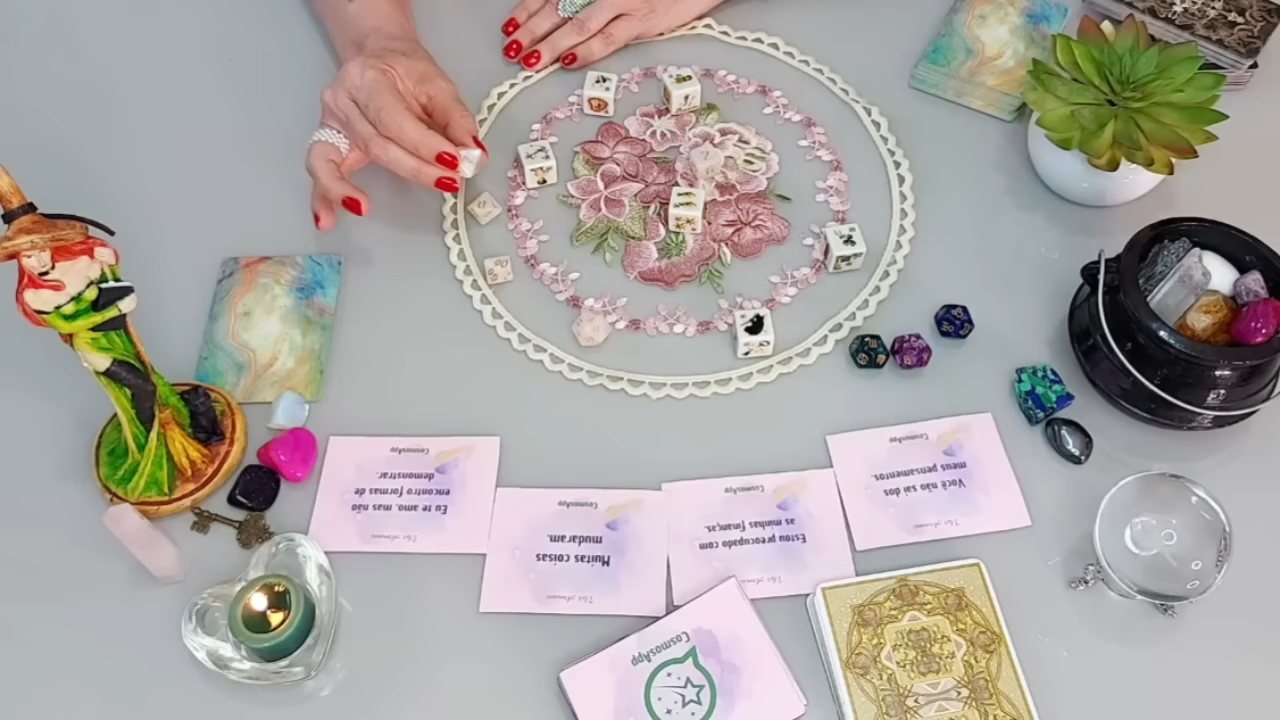 Eu te amo, mas não
encontro formas de
demonstrar.
CosmosApp
Muitas coisas
mudaram.
CosmosApp
Estou preocupado com
as minhas finanças.
CosmosApp
Você não sai dos
meus pensamentos.
CosmosApp
CosmosApp